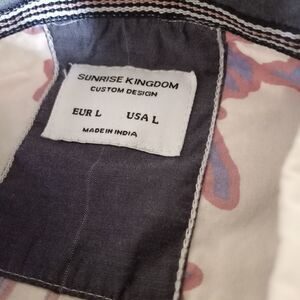 SUNRISE KINGDOM
CUSTOM DESIGN
EUR L USA L
MADE IN INDIA